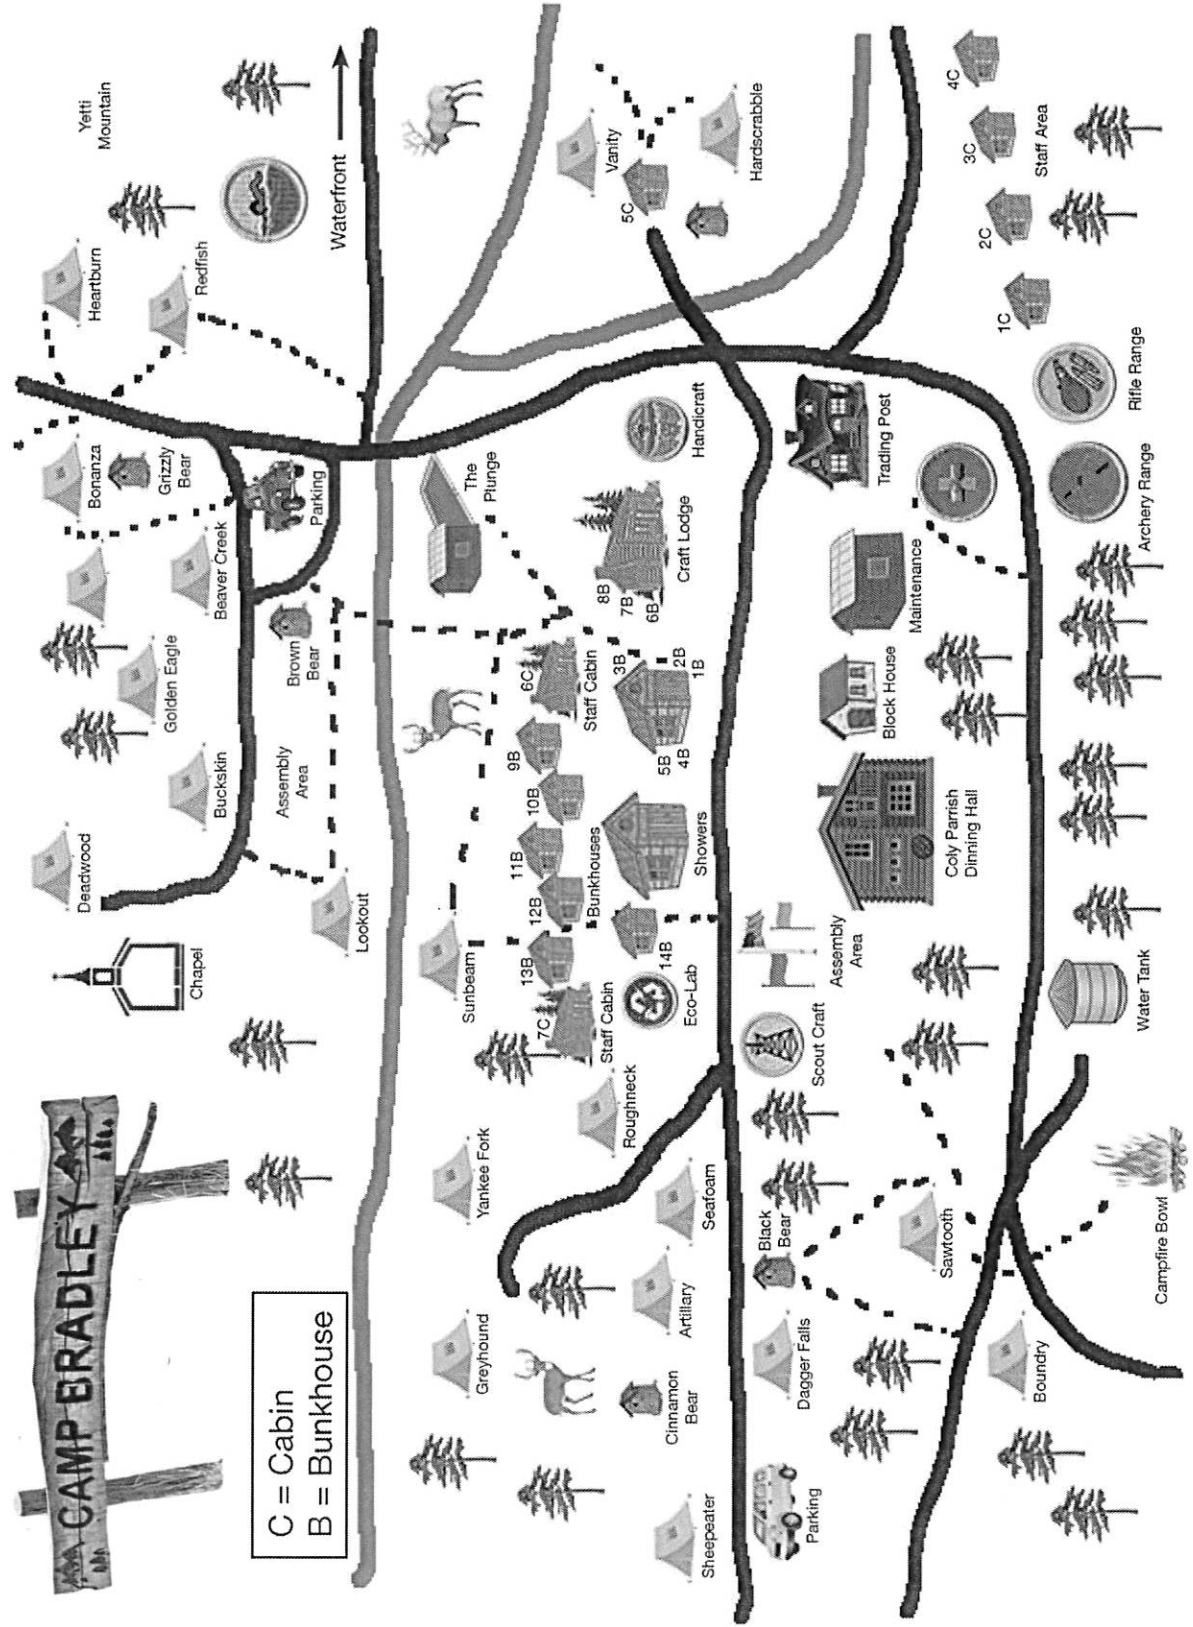 CAMP BRADLEY
C = Cabin
B = Bunkhouse
Chapel
Deadwood
Buckskin
Golden Eagle
Beaver Creek
Bonanza
Grizzly
Bear
Heartburn
Redfish
Yetti
Mountain
Waterfront
Parking
Brown
Bear
Assembly
Area
Lookout
Sunbeam
The
Plunge
Greyhound
Yankee Fork
Roughneck
7C
Staff Cabin
13B
12B
11B
10B
9B
Bunkhouses
6C
Staff Cabin
14B
Eco-Lab
Showers
5B
4B
3B
2B
1B
8B
7B
6B
Craft Lodge
Handicraft
5C
Vanity
Hardscrabble
Sheepeater
Cinnamon
Bear
Artillary
Seafoam
Parking
Dagger Falls
Black
Bear
Scout Craft
Assembly
Area
Coly Parrish
Dinning Hall
Block House
Maintenance
Trading Post
Sawtooth
Boundry
Campfire Bowl
Water Tank
Archery Range
Rifle Range
1C
2C
3C
4C
Staff Area